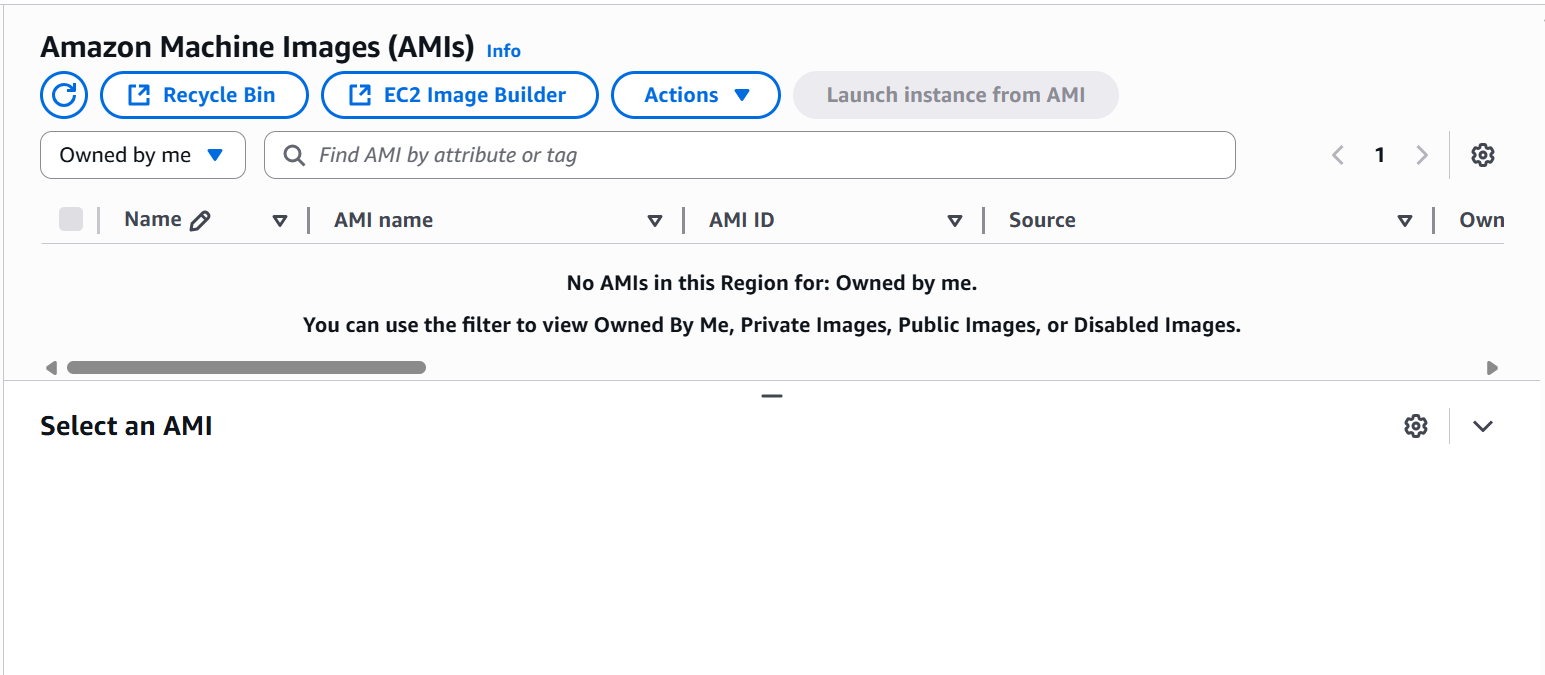 Amazon Machine Images (AMIs) Info
Recycle Bin EC2 Image Builder Actions Launch instance from AMI
Owned by me Find AMI by attribute or tag 1
Name AMI name AMI ID Source Own
No AMIs in this Region for: Owned by me.
You can use the filter to view Owned By Me, Private Images, Public Images, or Disabled Images.
Select an AMI